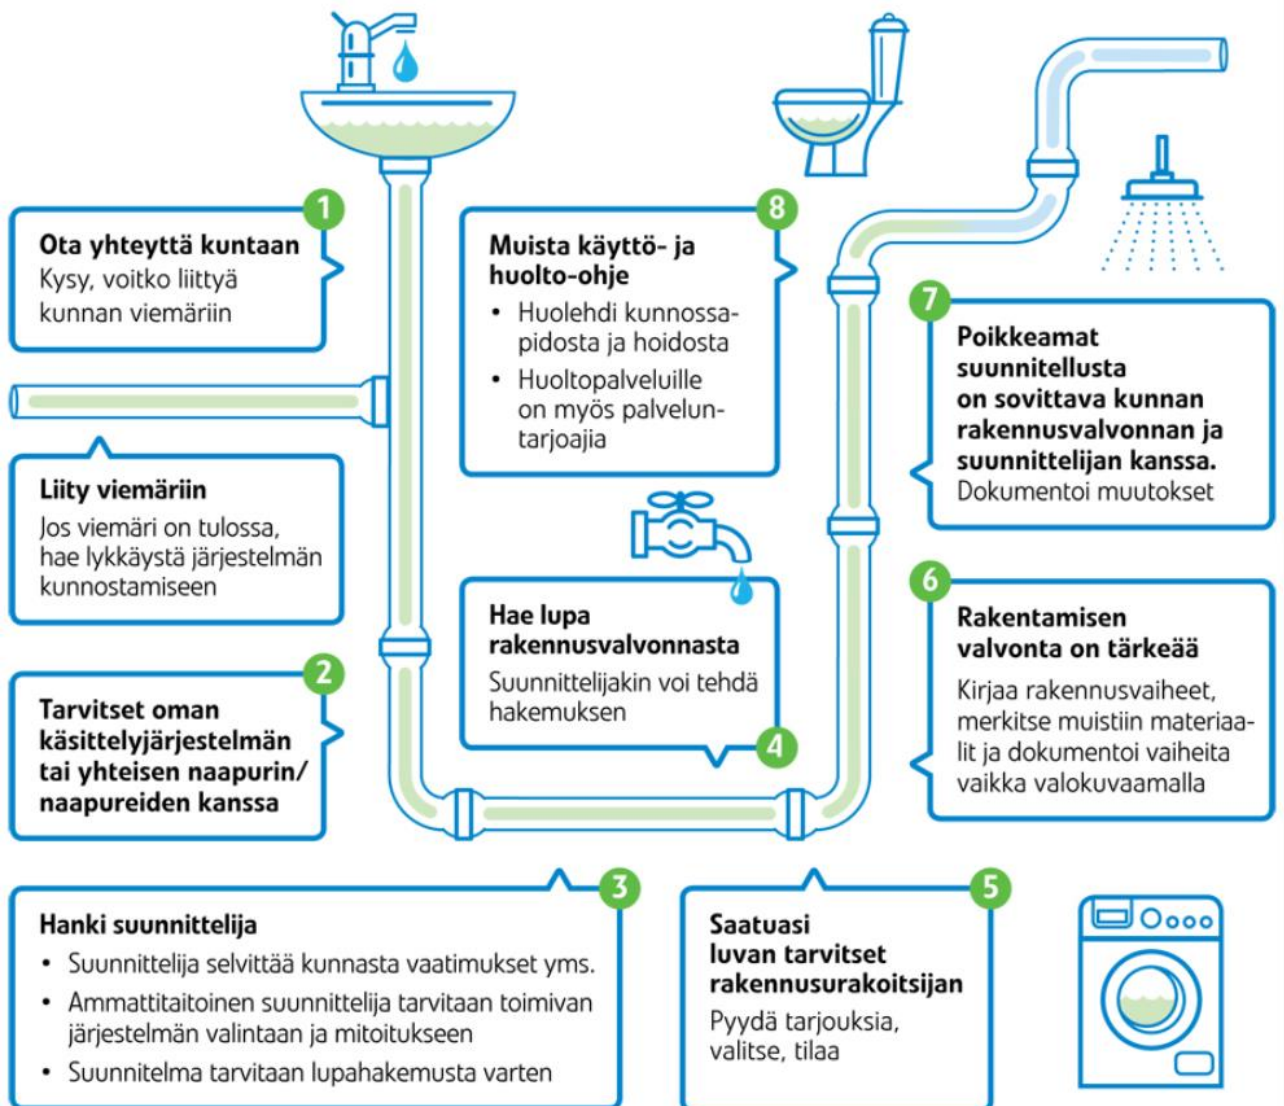 1
Ota yhteyttä kuntaan
Kysy, voitko liittyä
kunnan viemäriin
Liity viemäriin
Jos viemäri on tulossa,
hae lykkäystä järjestelmän
kunnostamiseen
2
Tarvitset oman
käsittelyjärjestelmän
tai yhteisen naapurin/
naapureiden kanssa
3
Hanki suunnittelija
• Suunnittelija selvittää kunnasta vaatimukset yms.
• Ammattitaitoinen suunnittelija tarvitaan toimivan
järjestelmän valintaan ja mitoitukseen
• Suunnitelma tarvitaan lupahakemusta varten
Hae lupa
rakennusvalvonnasta
Suunnittelijakin voi tehdä
hakemuksen
4
5
Saatuasi
luvan tarvitset
rakennusurakoitsijan
Pyydä tarjouksia,
valitse, tilaa
6
Rakentamisen
valvonta on tärkeää
Kirjaa rakennusvaiheet,
merkitse muistiin materiaa-
lit ja dokumentoi vaiheita
vaikka valokuvaamalla
7
Poikkeamat
suunnitellusta
on sovittava kunnan
rakennusvalvonnan ja
suunnittelijan kanssa.
Dokumentoi muutokset
8
Muista käyttö- ja
huolto-ohje
• Huolehdi kunnossa-
pidosta ja hoidosta
• Huoltopalveluille
on myös palvelun-
tarjoajia